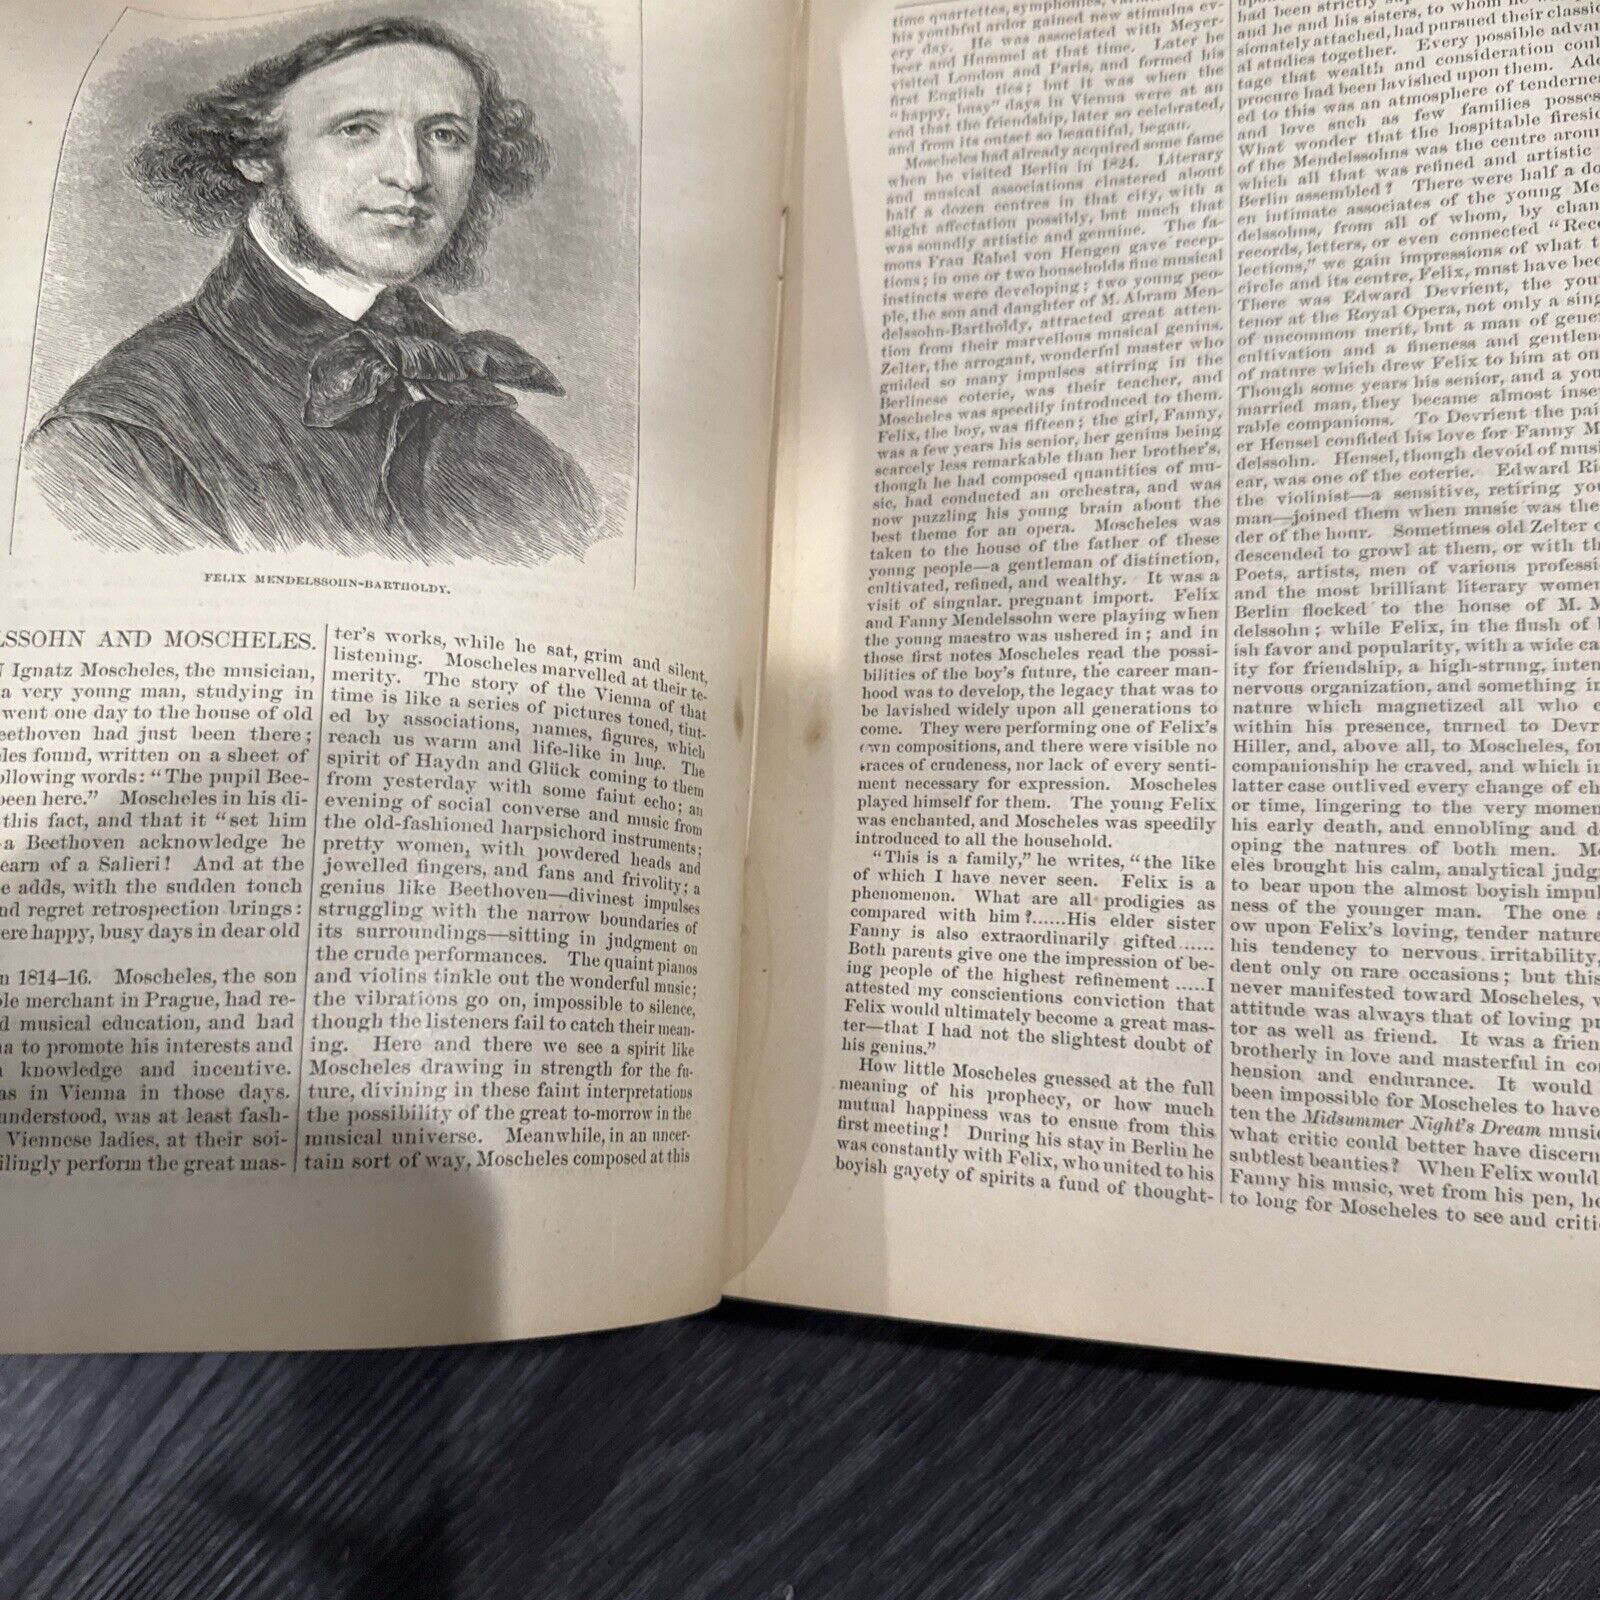 FELIX MENDELSSOHN-BARTHOLDY.
LSSOHN AND MOSCHELES.
Ignatz Moscheles, the musician,
a very young man, studying in
went one day to the house of old
eethoven had just been there;
les found, written on a sheet of
ollowing words: "The pupil Bee-
been here." Moscheles in his di-
this fact, and that it "set him
a Beethoven acknowledge he
earn of a Salieri! And at the
e adds, with the sudden touch
nd regret retrospection brings:
ere happy, busy days in dear old
n 1814-16. Moscheles, the son
le merchant in Prague, had re-
d musical education, and had
na to promote his interests and
knowledge and incentive.
as in Vienna in those days.
understood, was at least fash-
Viennese ladies, at their soi-
ilingly perform the great mas-
ter's works, while he sat, grim and silent,
listening. Moscheles marvelled at their te-
merity. The story of the Vienna of that
time is like a series of pictures toned, tint-
ed by associations, names, figures, which
reach us warm and life-like in hue. The
spirit of Haydn and Glück coming to them
from yesterday with some faint echo; an
evening of social converse and music from
the old-fashioned harpsichord instruments;
pretty women, with powdered heads and
jewelled fingers, and fans and frivolity; a
genius like Beethoven—divinest impulses
struggling with the narrow boundaries of
its surroundings—sitting in judgment on
the crude performances. The quaint pianos
and violins tinkle out the wonderful music;
the vibrations go on, impossible to silence,
though the listeners fail to catch their mean-
ing. Here and there we see a spirit like
Moscheles drawing in strength for the fu-
ture, divining in these faint interpretations
the possibility of the great to-morrow in the
musical universe. Meanwhile, in an uncer-
tain sort of way, Moscheles composed at this
time quartettes, symphonies,
his youthful ardor gained new stimulus ev-
ery day. He was associated with Meyer-
beer and Hummel at that time. Later he
visited London and Paris, and formed his
first English ties; but it was when the
"happy, busy" days in Vienna were at an
end that the friendship, later so celebrated,
and from its outset so beautiful, began.
Moscheles had already acquired some fame
when he visited Berlin in 1824. Literary
and musical associations clustered about
half a dozen centres in that city, with a
slight affectation possibly, but much that
was soundly artistic and genuine. The fa-
mous Frau Rahel von Hengen gave recep-
tions; in one or two households fine musical
instincts were developing; two young peo-
ple, the son and daughter of M. Abram Men-
delssohn-Bartholdy, attracted great atten-
tion from their marvellous musical genius.
Zelter, the arrogant, wonderful master who
guided so many impulses stirring in the
Berlinese coterie, was their teacher, and
Moscheles was speedily introduced to them.
Felix, the boy, was fifteen; the girl, Fanny,
was a few years his senior, her genius being
scarcely less remarkable than her brother's,
though he had composed quantities of mu-
sic, had conducted an orchestra, and was
now puzzling his young brain about the
best theme for an opera. Moscheles was
taken to the house of the father of these
young people—a gentleman of distinction,
cultivated, refined, and wealthy. It was a
visit of singular, pregnant import. Felix
and Fanny Mendelssohn were playing when
the young maestro was ushered in; and in
those first notes Moscheles read the possi-
bilities of the boy's future, the career man-
hood was to develop, the legacy that was to
be lavished widely upon all generations to
come. They were performing one of Felix's
own compositions, and there were visible no
traces of crudeness, nor lack of every senti-
ment necessary for expression. Moscheles
played himself for them. The young Felix
was enchanted, and Moscheles was speedily
introduced to all the household.
"This is a family," he writes, "the like
of which I have never seen. Felix is a
phenomenon. What are all prodigies as
compared with him?......His elder sister
Fanny is also extraordinarily gifted......
Both parents give one the impression of be-
ing people of the highest refinement.....I
attested my conscientious conviction that
Felix would ultimately become a great mas-
ter—that I had not the slightest doubt of
his genius."
How little Moscheles guessed at the full
meaning of his prophecy, or how much
mutual happiness was to ensue from this
first meeting! During his stay in Berlin he
was constantly with Felix, who united to his
boyish gayety of spirits a fund of thought-
had been strictly
and he and his sisters, to whom he
sionately attached, had pursued their classic
al studies together. Every possible advan
tage that wealth and consideration coul
procure had been lavished upon them. Ad
ed to this was an atmosphere of tenderne
and love such as few families posses
What wonder that the hospitable firesid
of the Mendelssohns was the centre aroun
which all that was refined and artistic
Berlin assembled? There were half a do
en intimate associates of the young Me
delssohns, from all of whom, by chan
records, letters, or even connected "Reco
lections," we gain impressions of what t
circle and its centre, Felix, must have bee
There was Edward Devrient, the you
tenor at the Royal Opera, not only a sing
of uncommon merit, but a man of gene
cultivation and a fineness and gentlene
of nature which drew Felix to him at on
Though some years his senior, and a you
married man, they became almost insep
rable companions. To Devrient the pai
er Hensel confided his love for Fanny M
delssohn. Hensel, though devoid of musi
ear, was one of the coterie. Edward Ri
the violinist—a sensitive, retiring yo
man—joined them when music was the
der of the hour. Sometimes old Zelter c
descended to growl at them, or with th
Poets, artists, men of various professi
and the most brilliant literary women
Berlin flocked to the house of M. M
delssohn; while Felix, in the flush of
ish favor and popularity, with a wide ca
ity for friendship, a high-strung, inten
nervous organization, and something in
nature which magnetized all who c
within his presence, turned to Devr
Hiller, and, above all, to Moscheles, for
companionship he craved, and which in
latter case outlived every change of ch
or time, lingering to the very momen
his early death, and ennobling and d
oping the natures of both men. M
eles brought his calm, analytical judg
to bear upon the almost boyish impul
ness of the younger man. The one s
ow upon Felix's loving, tender nature
his tendency to nervous irritability,
dent only on rare occasions; but this
never manifested toward Moscheles, w
attitude was always that of loving pr
tor as well as friend. It was a frien
brotherly in love and masterful in co
hension and endurance. It would
been impossible for Moscheles to have
ten the Midsummer Night's Dream music
what critic could better have discern
subtlest beauties? When Felix would
Fanny his music, wet from his pen, he
to long for Moscheles to see and criti